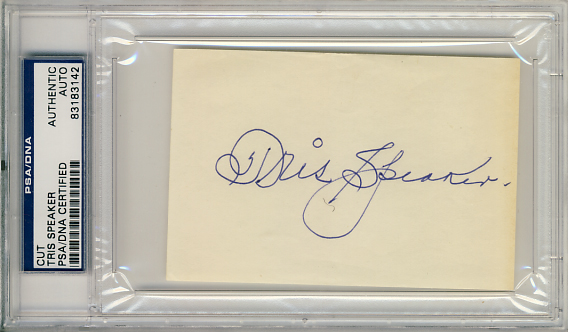 PSA/DNA
CUT
TRIS SPEAKER
PSA/DNA CERTIFIED
AUTHENTIC
AUTO
83183142
Tris Speaker.